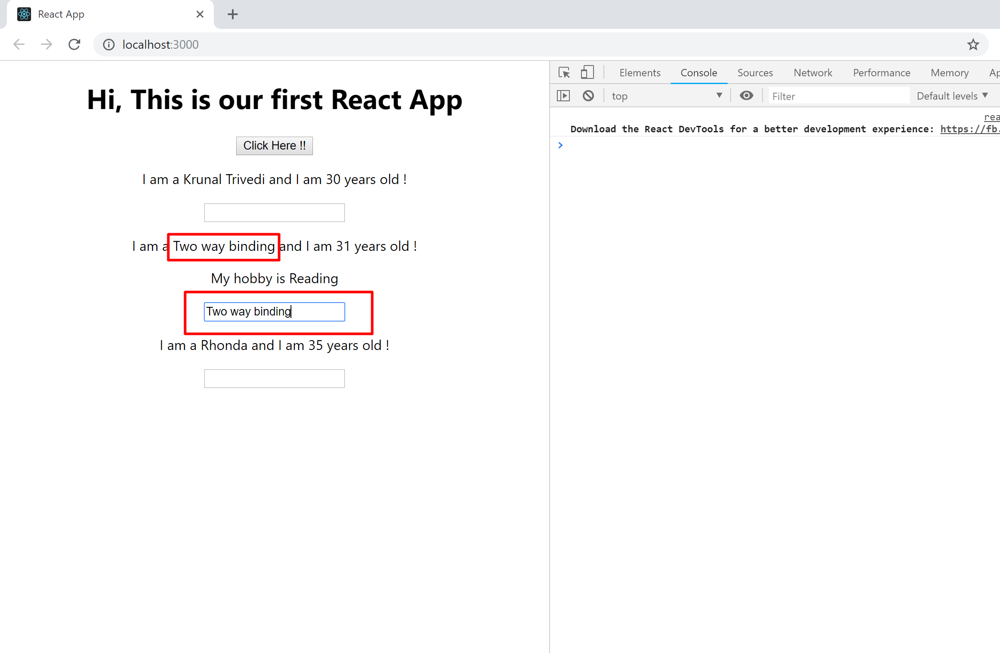 React App
localhost:3000
Hi, This is our first React App
Click Here !!
I am a Krunal Trivedi and I am 30 years old !
I am a Two way binding and I am 31 years old !
My hobby is Reading
Two way binding
I am a Rhonda and I am 35 years old !
Elements Console Sources Network Performance Memory Ap
top Filter Default levels
rea
Download the React DevTools for a better development experience: https://fb.